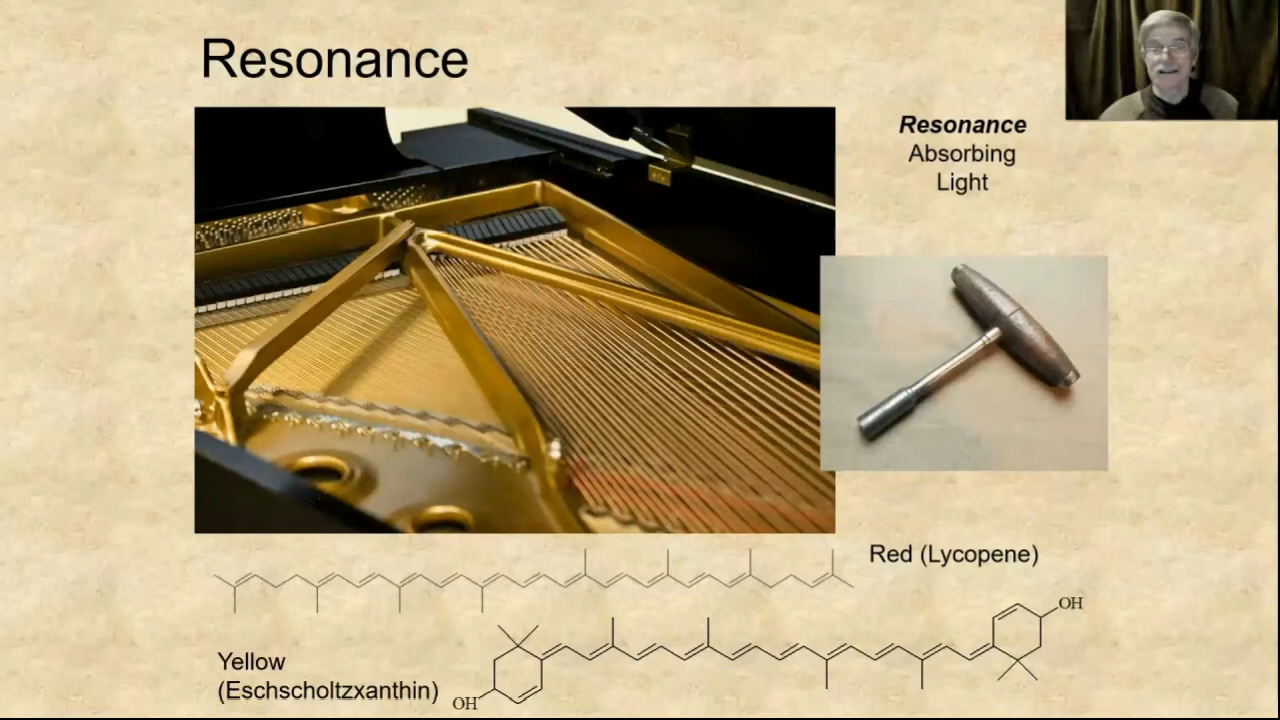 Resonance
Resonance
Absorbing
Light
Red (Lycopene)
OH
Yellow
(Eschscholtzxanthin)
OH